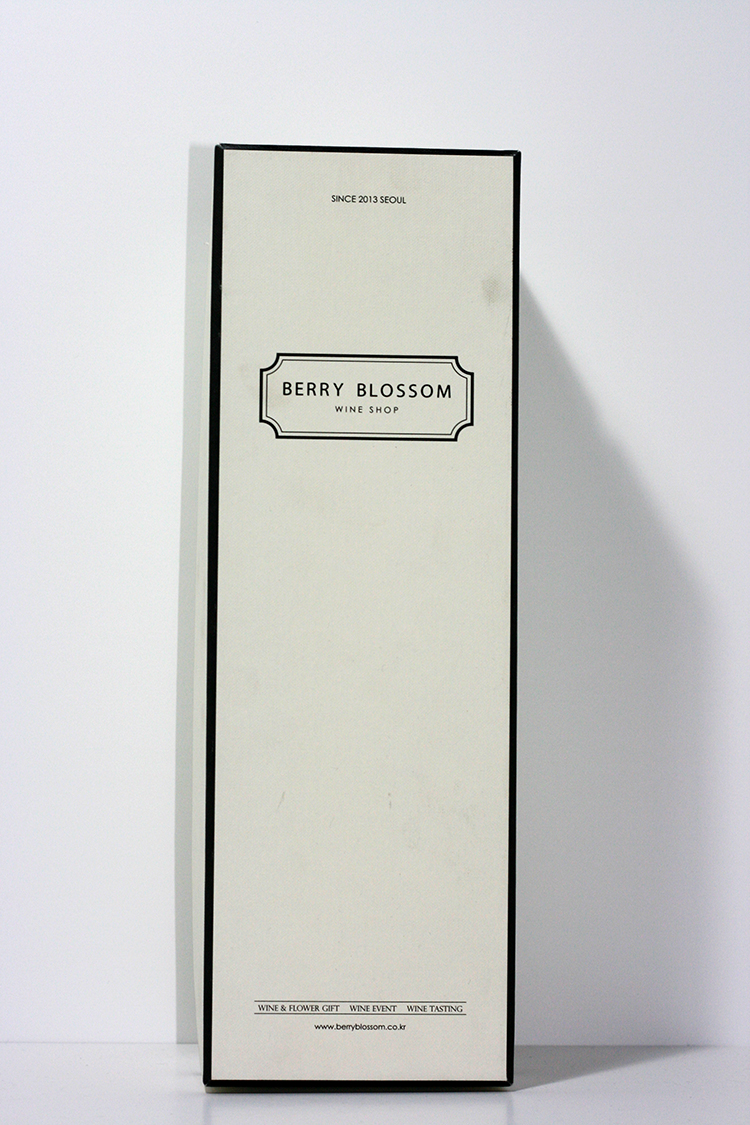 SINCE 2013 SEOUL
BERRY BLOSSOM
WINE SHOP
WINE & FLOWER GIFT WINE EVENT WINE TASTING
www.berryblossom.co.kr